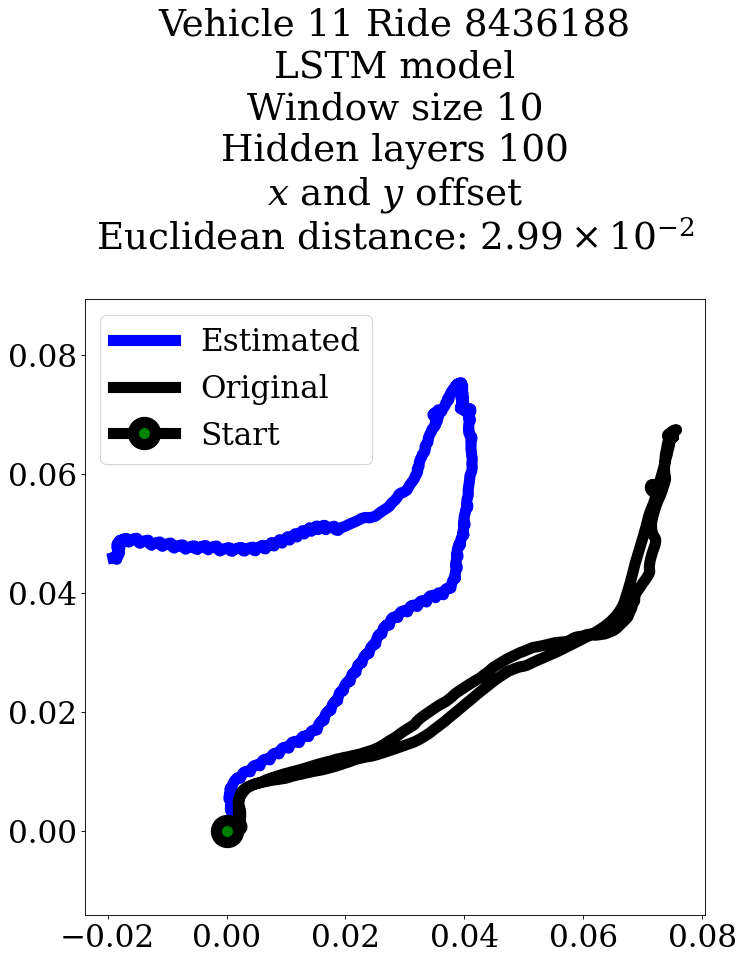 Vehicle 11 Ride 8436188
LSTM model
Window size 10
Hidden layers 100
x and y offset
Euclidean distance: 2.99 × 10⁻²
Estimated
Original
Start
0.08
0.06
0.04
0.02
0.00
−0.02 0.00 0.02 0.04 0.06 0.08